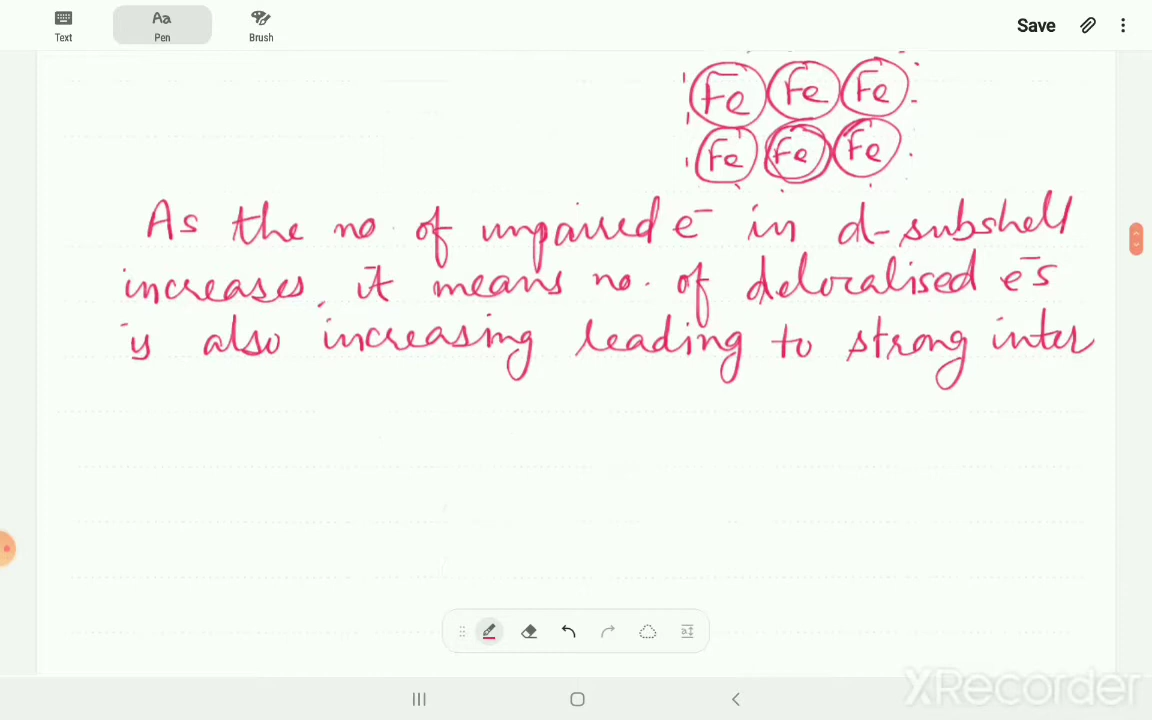 Text
Aa
Pen
Brush
Save
Fe Fe Fe
Fe Fe Fe
As the no of unpaired e⁻ in d-subshell
increases, it means no. of delocalised e⁻s
is also increasing leading to strong inter
XRecorder